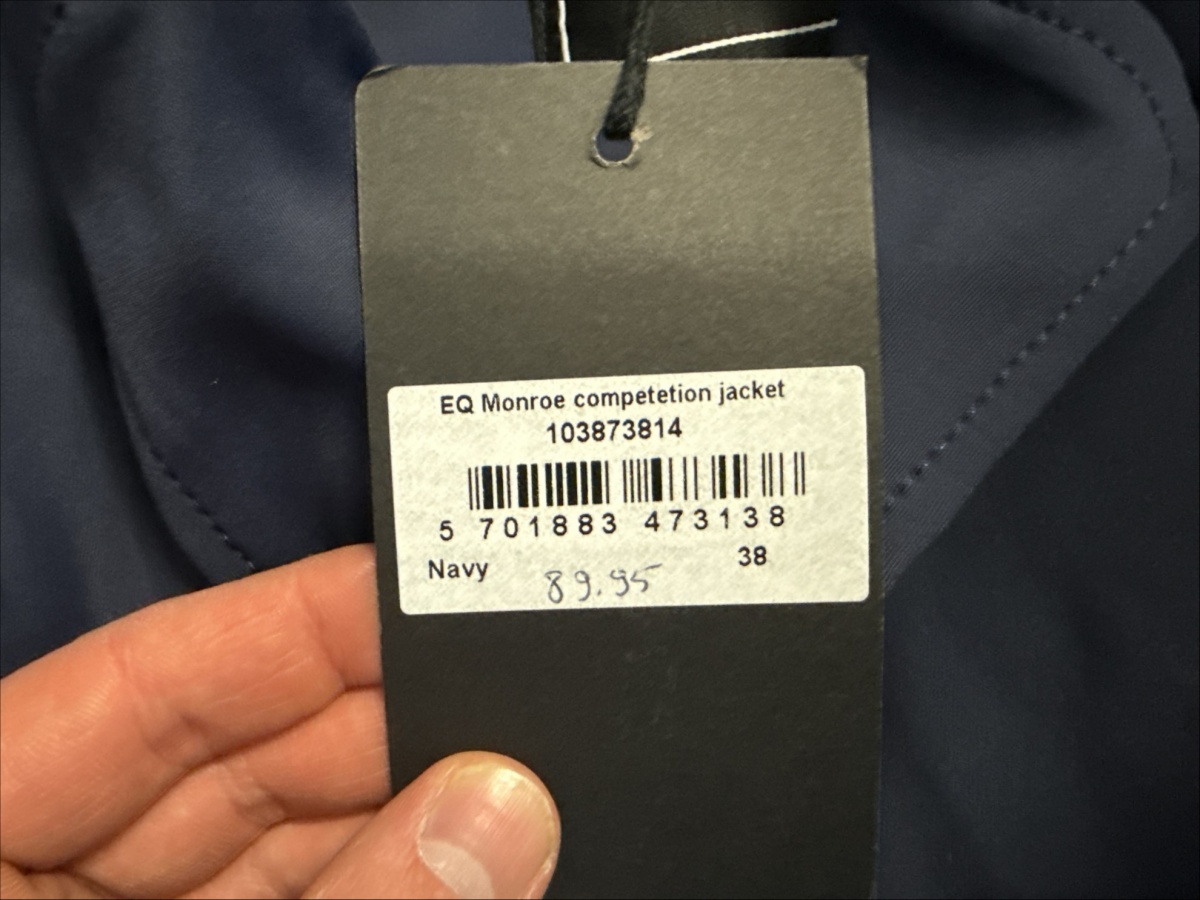 EQ Monroe competetion jacket
103873814
5 701883 473138
Navy 38
89.95